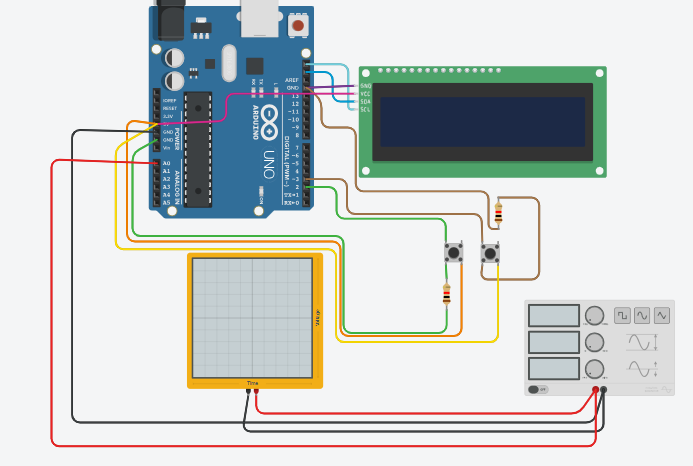 AREF
GND
IOREF
RESET
3.3V
5V
GND
GND
Vin
POWER
A0
A1
A2
A3
A4
A5
ANALOG IN
13
12
~11
~10
~9
8
7
~6
~5
4
~3
2
TX→1
RX←0
DIGITAL (PWM~)
L
TX
RX
ON
ARDUINO
UNO
GND
VCC
SDA
SCL
Time